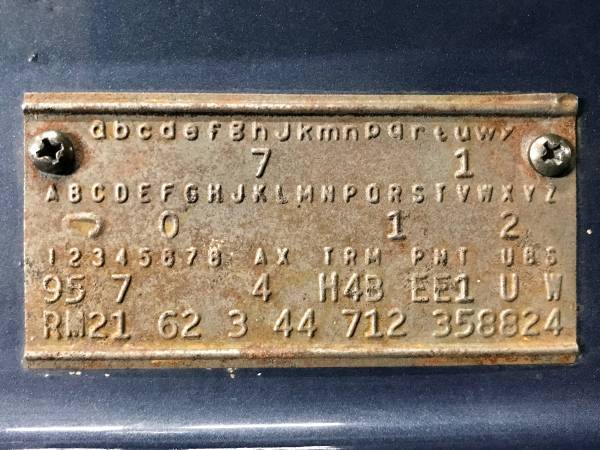 abcdefghJkmnpqrtuwy
7 1
ABCDEFGHJKLMNPQRSTVWXYZ
0 1 2
12345678 AX TRM PNT UBS
95 7 4 H4B EE1 U W
RM21 62 3 44 712 358824